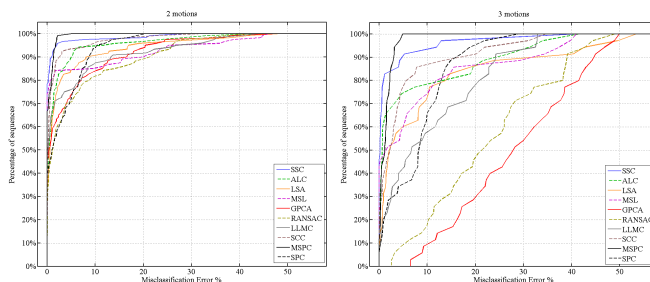 2 motions
3 motions
Percentage of sequences
100%
90%
80%
70%
60%
50%
40%
30%
20%
10%
0%
0
10
20
30
40
50
Misclassification Error %
SSC
ALC
LSA
MSL
GPCA
RANSAC
LLMC
SCC
MSPC
SPC
Percentage of sequences
100%
90%
80%
70%
60%
50%
40%
30%
20%
10%
0%
0
10
20
30
40
50
Misclassification Error %
SSC
ALC
LSA
MSL
GPCA
RANSAC
LLMC
SCC
MSPC
SPC